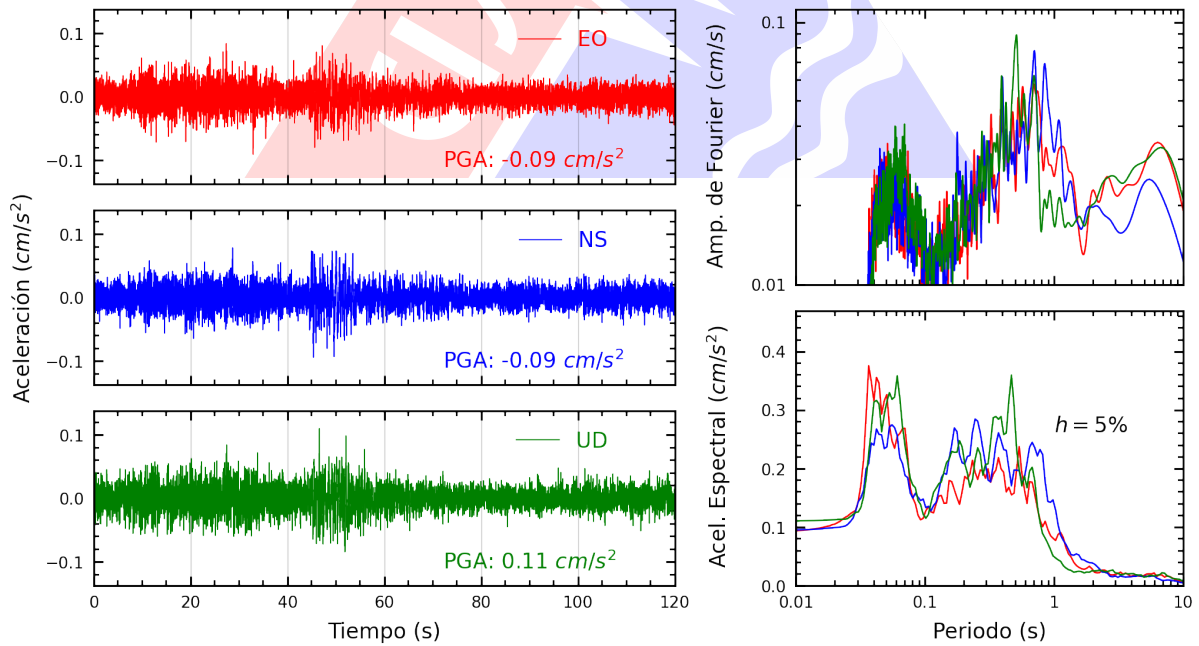 Aceleración (cm/s²)
0.1
0.0
−0.1
EO
PGA: -0.09 cm/s²
0.1
0.0
−0.1
NS
PGA: -0.09 cm/s²
0.1
0.0
−0.1
UD
PGA: 0.11 cm/s²
0 20 40 60 80 100 120
Tiempo (s)
Amp. de Fourier (cm/s)
0.1
0.01
Acel. Espectral (cm/s²)
0.4
0.3
0.2
0.1
0.0
h = 5%
0.01 0.1 1 10
Periodo (s)